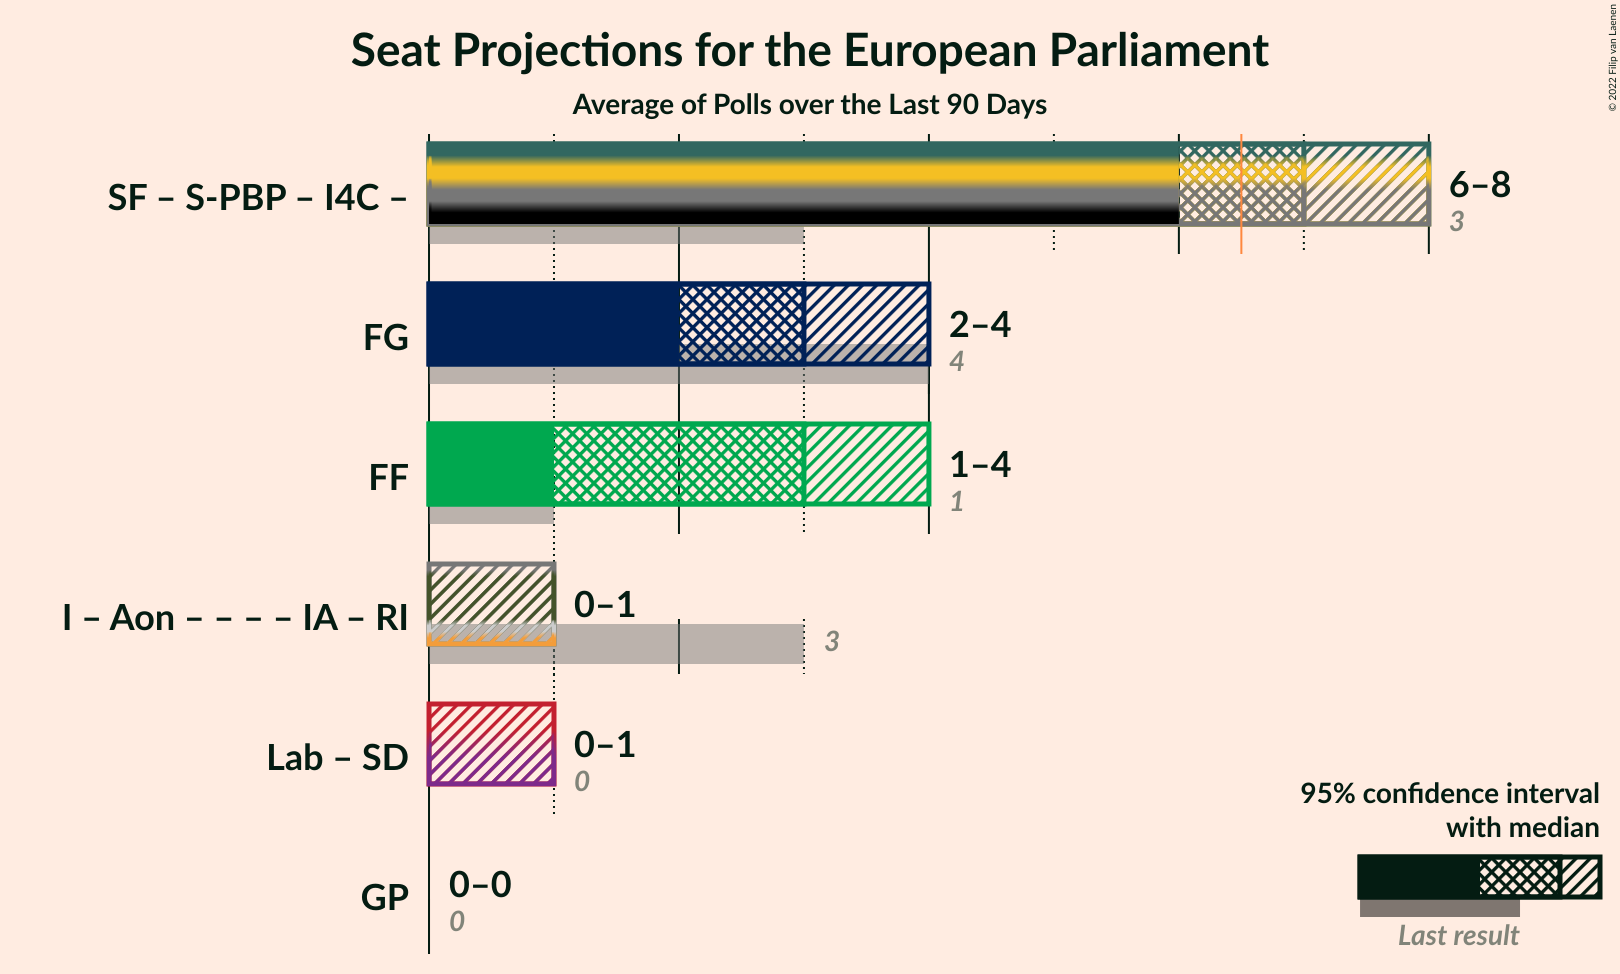 Seat Projections for the European Parliament
Average of Polls over the Last 90 Days
© 2022 Filip van Laenen
SF – S-PBP – I4C –
6–8
3
FG
2–4
4
FF
1–4
1
I – Aon – – – – IA – RI
0–1
3
Lab – SD
0–1
0
GP
0–0
0
95% confidence interval
with median
Last result